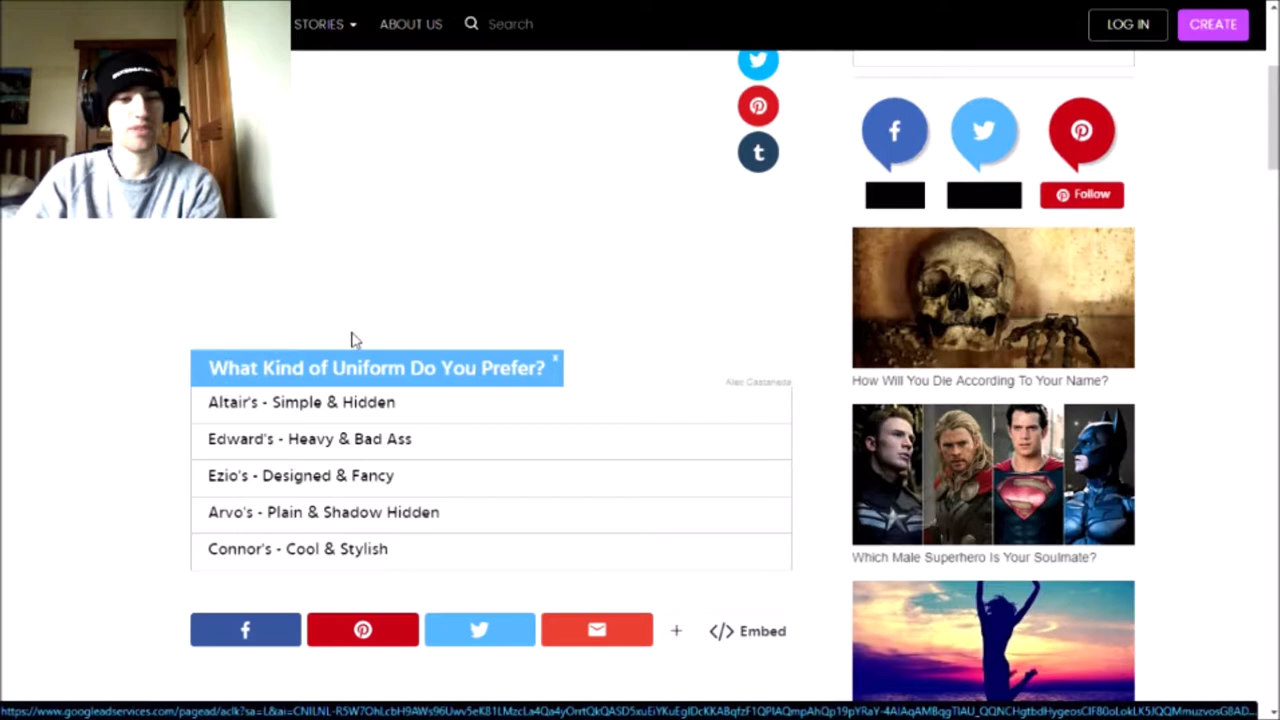 STORIES
ABOUT US
Search
LOG IN
CREATE
Follow
What Kind of Uniform Do You Prefer?
x
Alec Castaneda
Altair's - Simple & Hidden
Edward's - Heavy & Bad Ass
Ezio's - Designed & Fancy
Arvo's - Plain & Shadow Hidden
Connor's - Cool & Stylish
</> Embed
How Will You Die According To Your Name?
Which Male Superhero Is Your Soulmate?